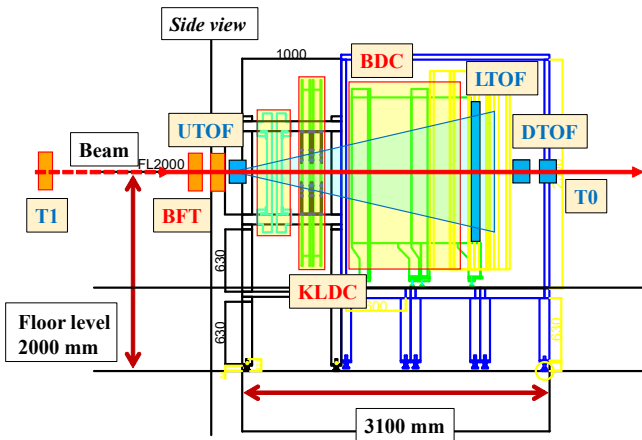 Side view
1000
BDC
LTOF
UTOF
DTOF
Beam
FL2000
T1
BFT
T0
630
KLDC
630
630
Floor level
2000 mm
3100 mm